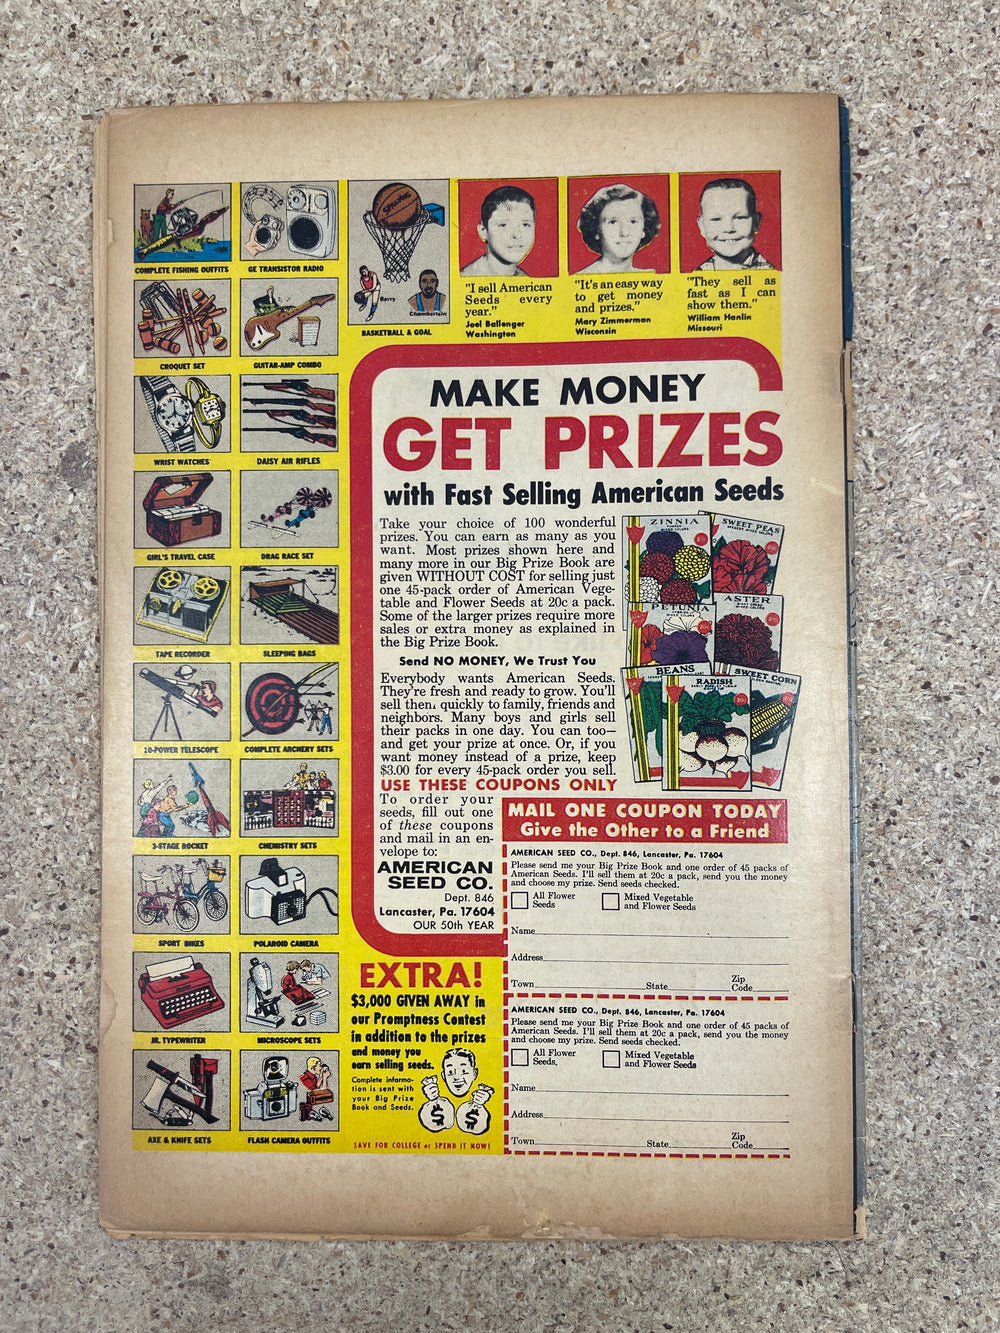 COMPLETE FISHING OUTFITS
GE TRANSISTOR RADIO
CROQUET SET
GUITAR-AMP COMBO
WRIST WATCHES
DAISY AIR RIFLES
GIRL'S TRAVEL CASE
DRAG RACE SET
TAPE RECORDER
SLEEPING BAGS
10-POWER TELESCOPE
COMPLETE ARCHERY SETS
3-STAGE ROCKET
CHEMISTRY SETS
SPORT BIKES
POLAROID CAMERA
JR. TYPEWRITER
MICROSCOPE SETS
AXE & KNIFE SETS
FLASH CAMERA OUTFITS
Spalding
Barry
Chamberlain
BASKETBALL & GOAL
"I sell American
Seeds every
year."
Joel Ballenger
Washington
"It's an easy way
to get money
and prizes."
Mary Zimmerman
Wisconsin
"They sell as
fast as I can
show them."
William Hanlin
Missouri
MAKE MONEY
GET PRIZES
with Fast Selling American Seeds
Take your choice of 100 wonderful
prizes. You can earn as many as you
want. Most prizes shown here and
many more in our Big Prize Book are
given WITHOUT COST for selling just
one 45-pack order of American Vege-
table and Flower Seeds at 20c a pack.
Some of the larger prizes require more
sales or extra money as explained in
the Big Prize Book.
Send NO MONEY, We Trust You
Everybody wants American Seeds.
They're fresh and ready to grow. You'll
sell them quickly to family, friends and
neighbors. Many boys and girls sell
their packs in one day. You can too—
and get your prize at once. Or, if you
want money instead of a prize, keep
$3.00 for every 45-pack order you sell.
USE THESE COUPONS ONLY
To order your
seeds, fill out one
of these coupons
and mail in an en-
velope to:
AMERICAN
SEED CO.
Dept. 846
Lancaster, Pa. 17604
OUR 50th YEAR
ZINNIA
SWEET PEAS
PETUNIA
ASTER
BEANS
RADISH
SWEET CORN
MAIL ONE COUPON TODAY
Give the Other to a Friend
AMERICAN SEED CO., Dept. 846, Lancaster, Pa. 17604
Please send me your Big Prize Book and one order of 45 packs of
American Seeds. I'll sell them at 20c a pack, send you the money
and choose my prize. Send seeds checked.
All Flower
Seeds
Mixed Vegetable
and Flower Seeds
Name
Address
Town State Zip
Code
AMERICAN SEED CO., Dept. 846, Lancaster, Pa. 17604
Please send me your Big Prize Book and one order of 45 packs of
American Seeds. I'll sell them at 20c a pack, send you the money
and choose my prize. Send seeds checked.
All Flower
Seeds.
Mixed Vegetable
and Flower Seeds
Name
Address
Town State Zip
Code
EXTRA!
$3,000 GIVEN AWAY in
our Promptness Contest
in addition to the prizes
and money you
earn selling seeds.
Complete informa-
tion is sent with
your Big Prize
Book and Seeds.
$ $
SAVE FOR COLLEGE or SPEND IT NOW!